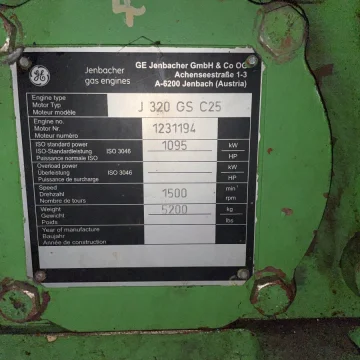 4
GE Jenbacher GmbH & Co OG
Achenseestraße 1-3
A-6200 Jenbach (Austria)
Jenbacher
gas engines
Engine type
Motor Typ
Moteur modèle
J 320 GS C25
Engine no.
Motor Nr.
Moteur numéro
1231194
ISO standard power
ISO-Standardleistung ISO 3046
Puissance normale ISO
1095
kW
HP
Overload power
Überleistung ISO 3046
Puissance de surcharge
kW
HP
Speed
Drehzahl
Nombre de tours
1500
min
rpm
Weight
Gewicht
Poids
5200
kg
lbs
Year of manufacture
Baujahr
Année de construction